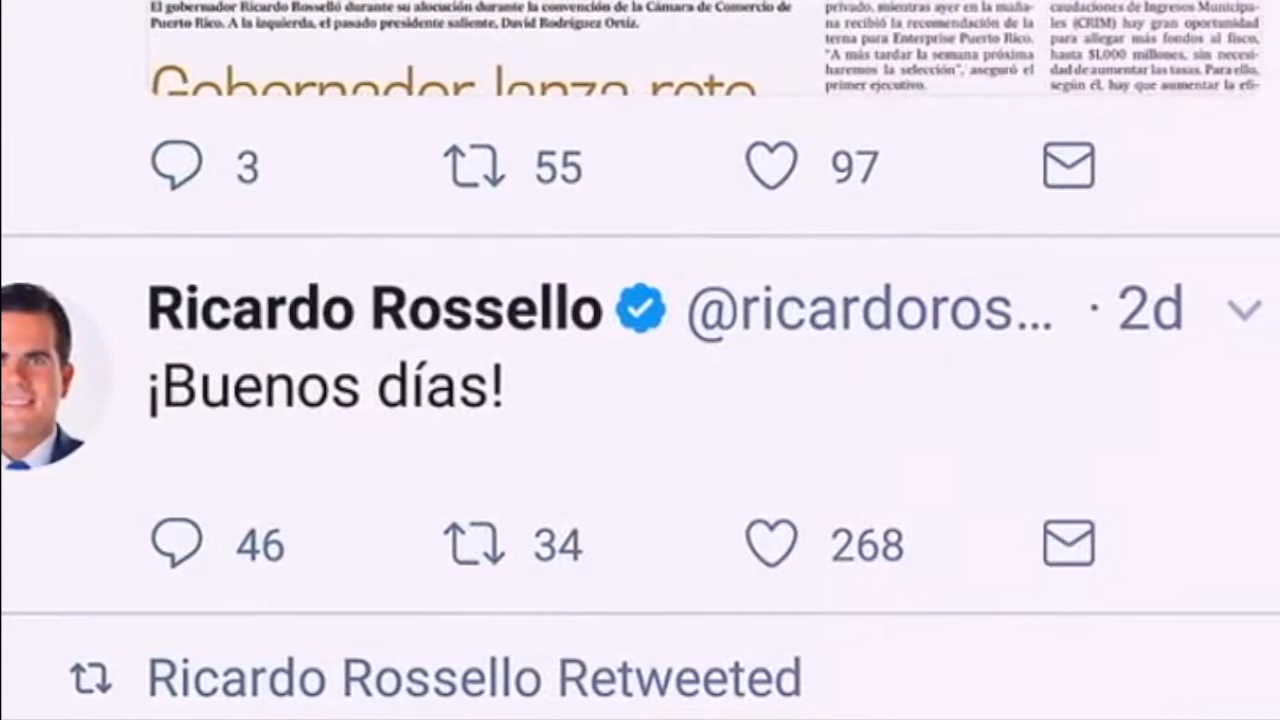 El gobernador Ricardo Rosselló durante su alocución durante la convención de la Cámara de Comercio de
Puerto Rico. A la izquierda, el pasado presidente saliente, David Rodríguez Ortiz.
Gobernador lanza reto
privado, mientras ayer en la maña-
na recibió la recomendación de la
terna para Enterprise Puerto Rico.
"A más tardar la semana próxima
haremos la selección", aseguró el
primer ejecutivo.
caudaciones de Ingresos Municipa-
les (CRIM) hay gran oportunidad
para allegar más fondos al fisco,
hasta $1,000 millones, sin necesi-
dad de aumentar las tasas. Para ello,
según él, hay que aumentar la efi-
3 55 97
Ricardo Rossello @ricardoros... · 2d
¡Buenos días!
46 34 268
Ricardo Rossello Retweeted